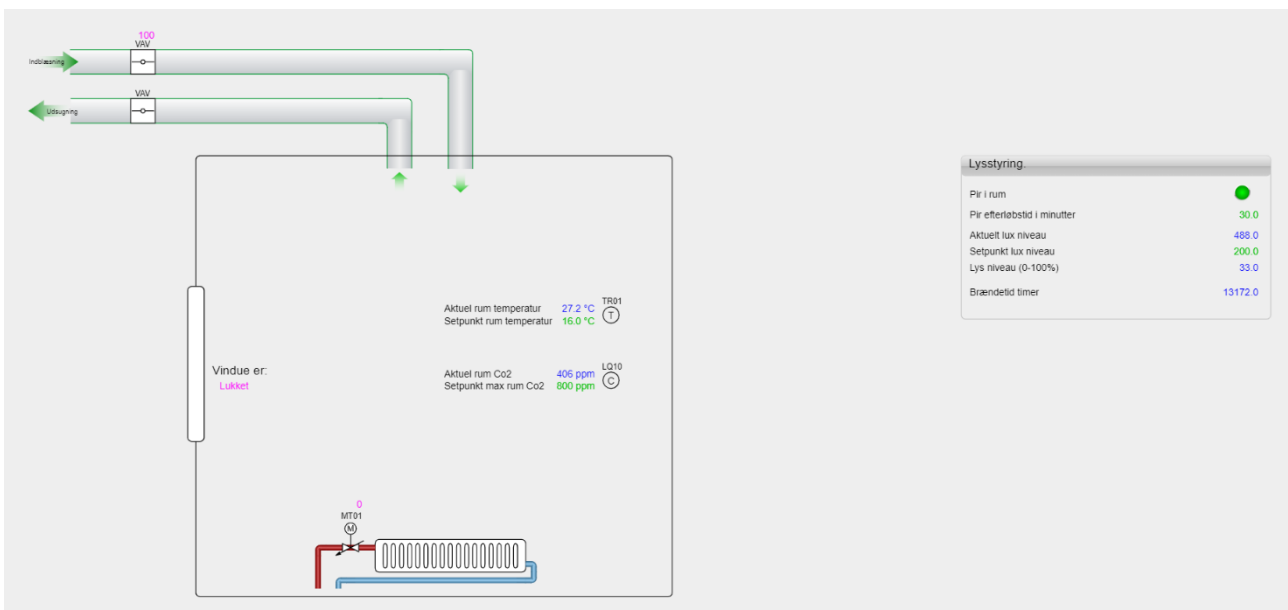 100
VAV
Indblæsning
VAV
Udsugning
Lysstyring.
Pir i rum
Pir efterløbstid i minutter 30.0
Aktuelt lux niveau 488.0
Setpunkt lux niveau 200.0
Lys niveau (0-100%) 33.0
Brændetid timer 13172.0
TR01
Aktuel rum temperatur 27.2 °C
T
Setpunkt rum temperatur 16.0 °C
Vindue er:
Lukket
LQ10
Aktuel rum Co2 406 ppm
C
Setpunkt max rum Co2 800 ppm
0
MT01
M